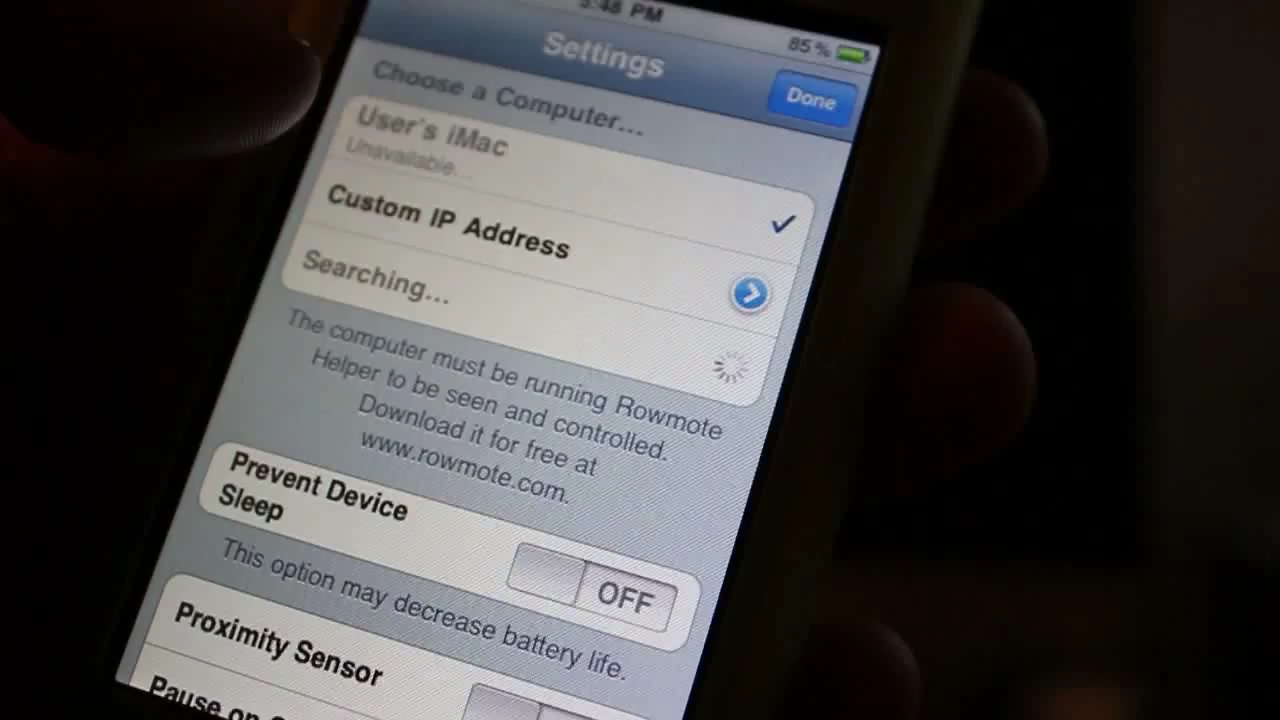 5:48 PM
85%
Settings
Done
Choose a Computer...
User's iMac
Unavailable...
Custom IP Address
Searching...
The computer must be running Rowmote
Helper to be seen and controlled.
Download it for free at
www.rowmote.com.
Prevent Device
Sleep
OFF
This option may decrease battery life.
Proximity Sensor
Pause on